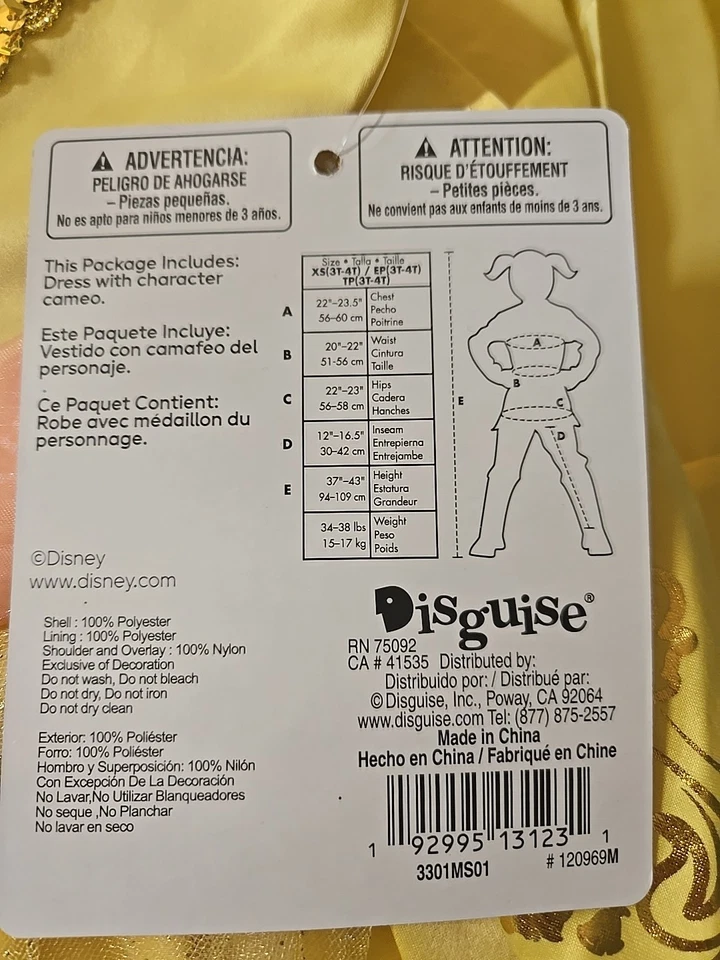 ADVERTENCIA:
PELIGRO DE AHOGARSE
– Piezas pequeñas.
No es apto para niños menores de 3 años.
ATTENTION:
RISQUE D'ÉTOUFFEMENT
– Petites pièces.
Ne convient pas aux enfants de moins de 3 ans.
This Package Includes:
Dress with character
cameo.
Este Paquete Incluye:
Vestido con camafeo del
personaje.
Ce Paquet Contient:
Robe avec médaillon du
personnage.
Size • Talla • Taille
XS(3T-4T) / EP(3T-4T)
TP(3T-4T)
A 22"–23.5" Chest
56–60 cm Pecho
Poitrine
B 20"–22" Waist
51-56 cm Cintura
Taille
C 22"–23" Hips
56–58 cm Cadera
Hanches
D 12"–16.5" Inseam
30–42 cm Entrepierna
Entrejambe
E 37"–43" Height
94–109 cm Estatura
Grandeur
34–38 lbs Weight
15–17 kg Peso
Poids
A
B
C
D
E
©Disney
www.disney.com
Shell : 100% Polyester
Lining : 100% Polyester
Shoulder and Overlay : 100% Nylon
Exclusive of Decoration
Do not wash, Do not bleach
Do not dry, Do not iron
Do not dry clean
Exterior: 100% Poliéster
Forro: 100% Poliéster
Hombro y Superposición: 100% Nilón
Con Excepción De La Decoración
No Lavar,No Utilizar Blanqueadores
No seque ,No Planchar
No lavar en seco
Disguise®
RN 75092
CA # 41535 Distributed by:
Distribuido por: / Distribué par:
© Disguise, Inc., Poway, CA 92064
www.disguise.com Tel: (877) 875-2557
Made in China
Hecho en China / Fabriqué en Chine
1 92995 13123 1
3301MS01 # 120969M